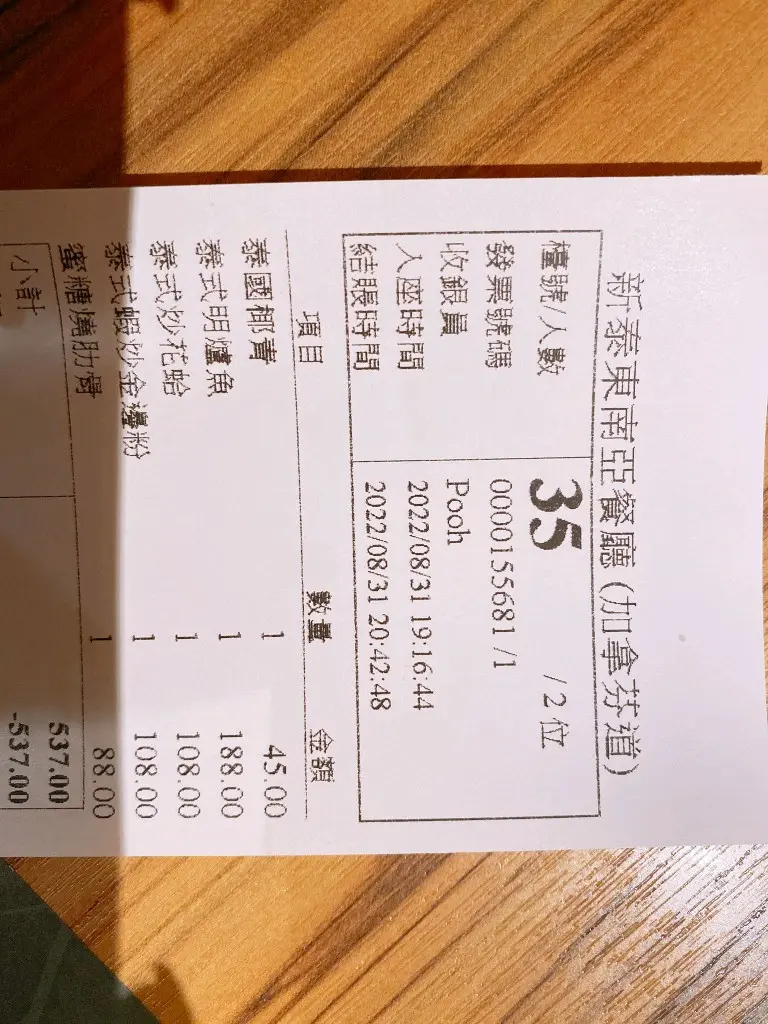 新泰東南亞餐廳(加拿芬道)
檯號/人數 35 / 2 位
發票號碼 0000155681 /1
收銀員 Pooh
入座時間 2022/08/31 19:16:44
結賬時間 2022/08/31 20:42:48
項目 數量 金額
泰國椰青 1 45.00
泰式明爐魚 1 188.00
泰式炒花蛤 1 108.00
泰式蝦炒金邊粉 1 108.00
蜜糖燒肋骨 1 88.00
小計 537.00
-537.00